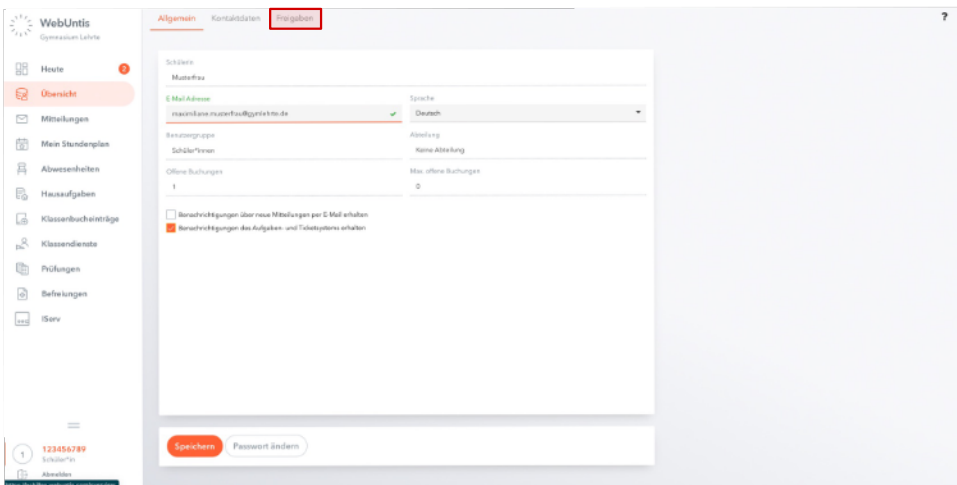 WebUntis
Gymnasium Lehrte
Heute
2
Übersicht
Mitteilungen
Mein Stundenplan
Abwesenheiten
Hausaufgaben
Klassenbucheinträge
Klassendienste
Prüfungen
Befreiungen
IServ
1
123456789
Schüler*in
Abmelden
Allgemein Kontaktdaten Freigaben
?
Schülerin
Musterfrau
E-Mail Adresse Sprache
maximiliane.musterfrau@gymlehrte.de Deutsch
Benutzergruppe Abteilung
Schüler*innen Keine Abteilung
Offene Buchungen Max. offene Buchungen
1 0
Benachrichtigungen über neue Mitteilungen per E-Mail erhalten
Benachrichtigungen des Aufgaben- und Ticketsystems erhalten
Speichern Passwort ändern